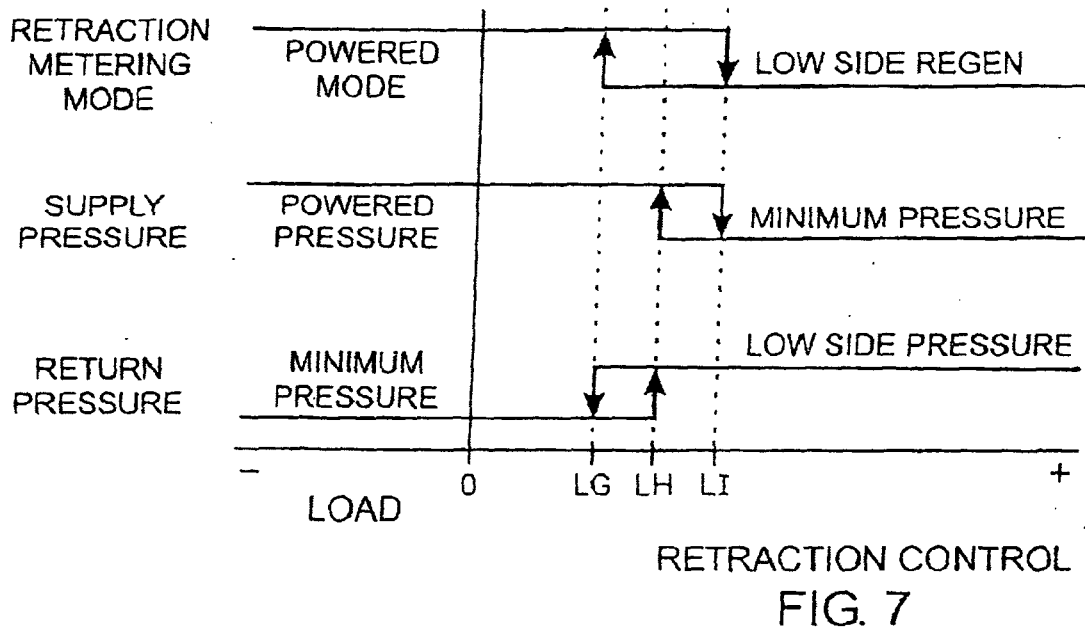 RETRACTION
METERING
MODE
POWERED
MODE
LOW SIDE REGEN
SUPPLY
PRESSURE
POWERED
PRESSURE
MINIMUM PRESSURE
RETURN
PRESSURE
MINIMUM
PRESSURE
LOW SIDE PRESSURE
- 0 LG LH LI +
LOAD
RETRACTION CONTROL
FIG. 7